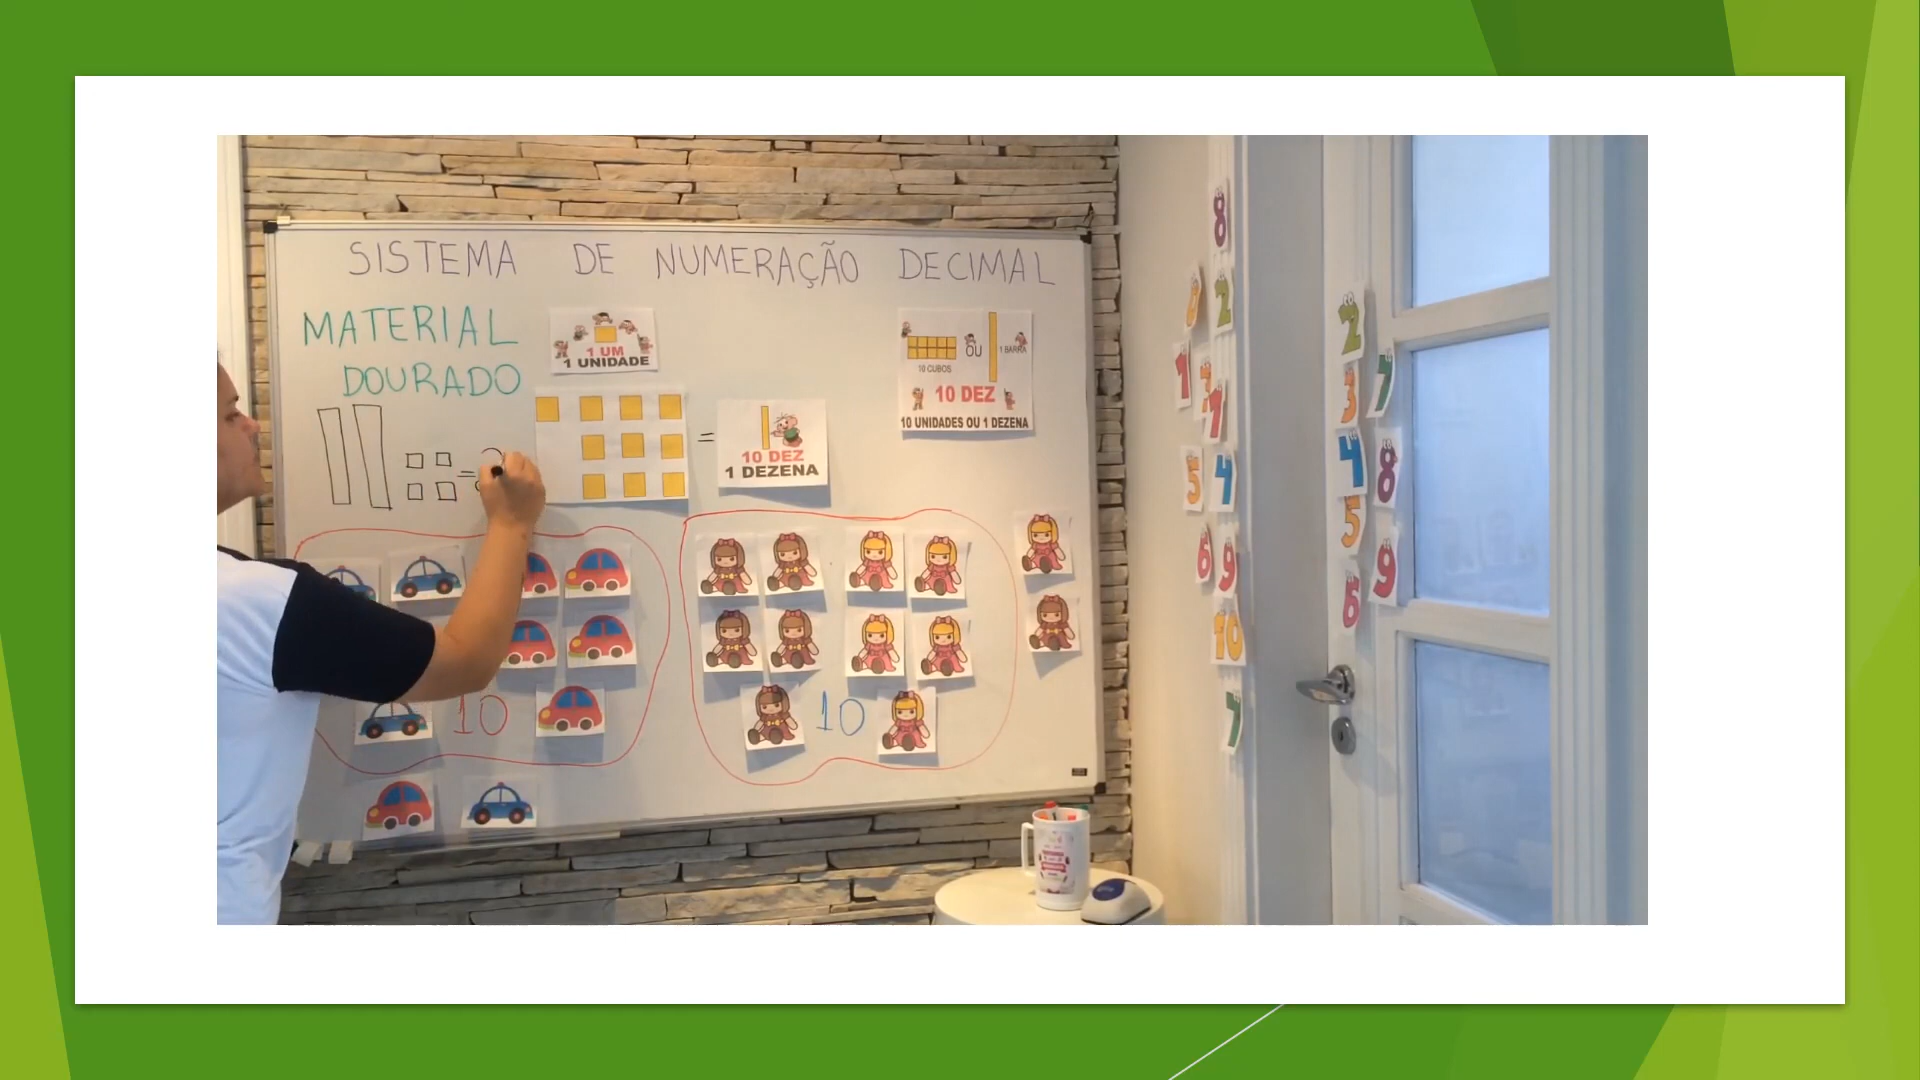 SISTEMA DE NUMERAÇÃO DECIMAL
MATERIAL
DOURADO
1 UM
1 UNIDADE
=
=
10 DEZ
1 DEZENA
OU
1 BARRA
10 CUBOS
10 DEZ
10 UNIDADES OU 1 DEZENA
10
10
8
2
1
7
5
4
6
9
10
7
2
3
7
4
8
5
9
6